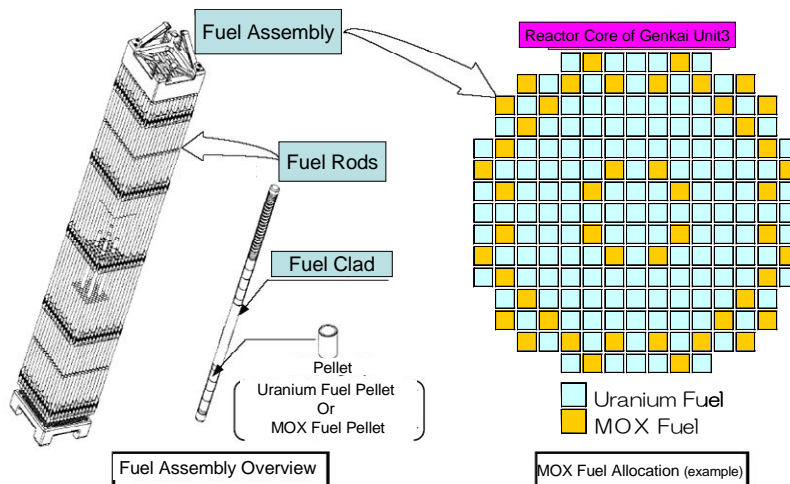 Fuel Assembly
Reactor Core of Genkai Unit3
Fuel Rods
Fuel Clad
Pellet
Uranium Fuel Pellet
Or
MOX Fuel Pellet
Uranium Fuel
MOX Fuel
Fuel Assembly Overview
MOX Fuel Allocation (example)